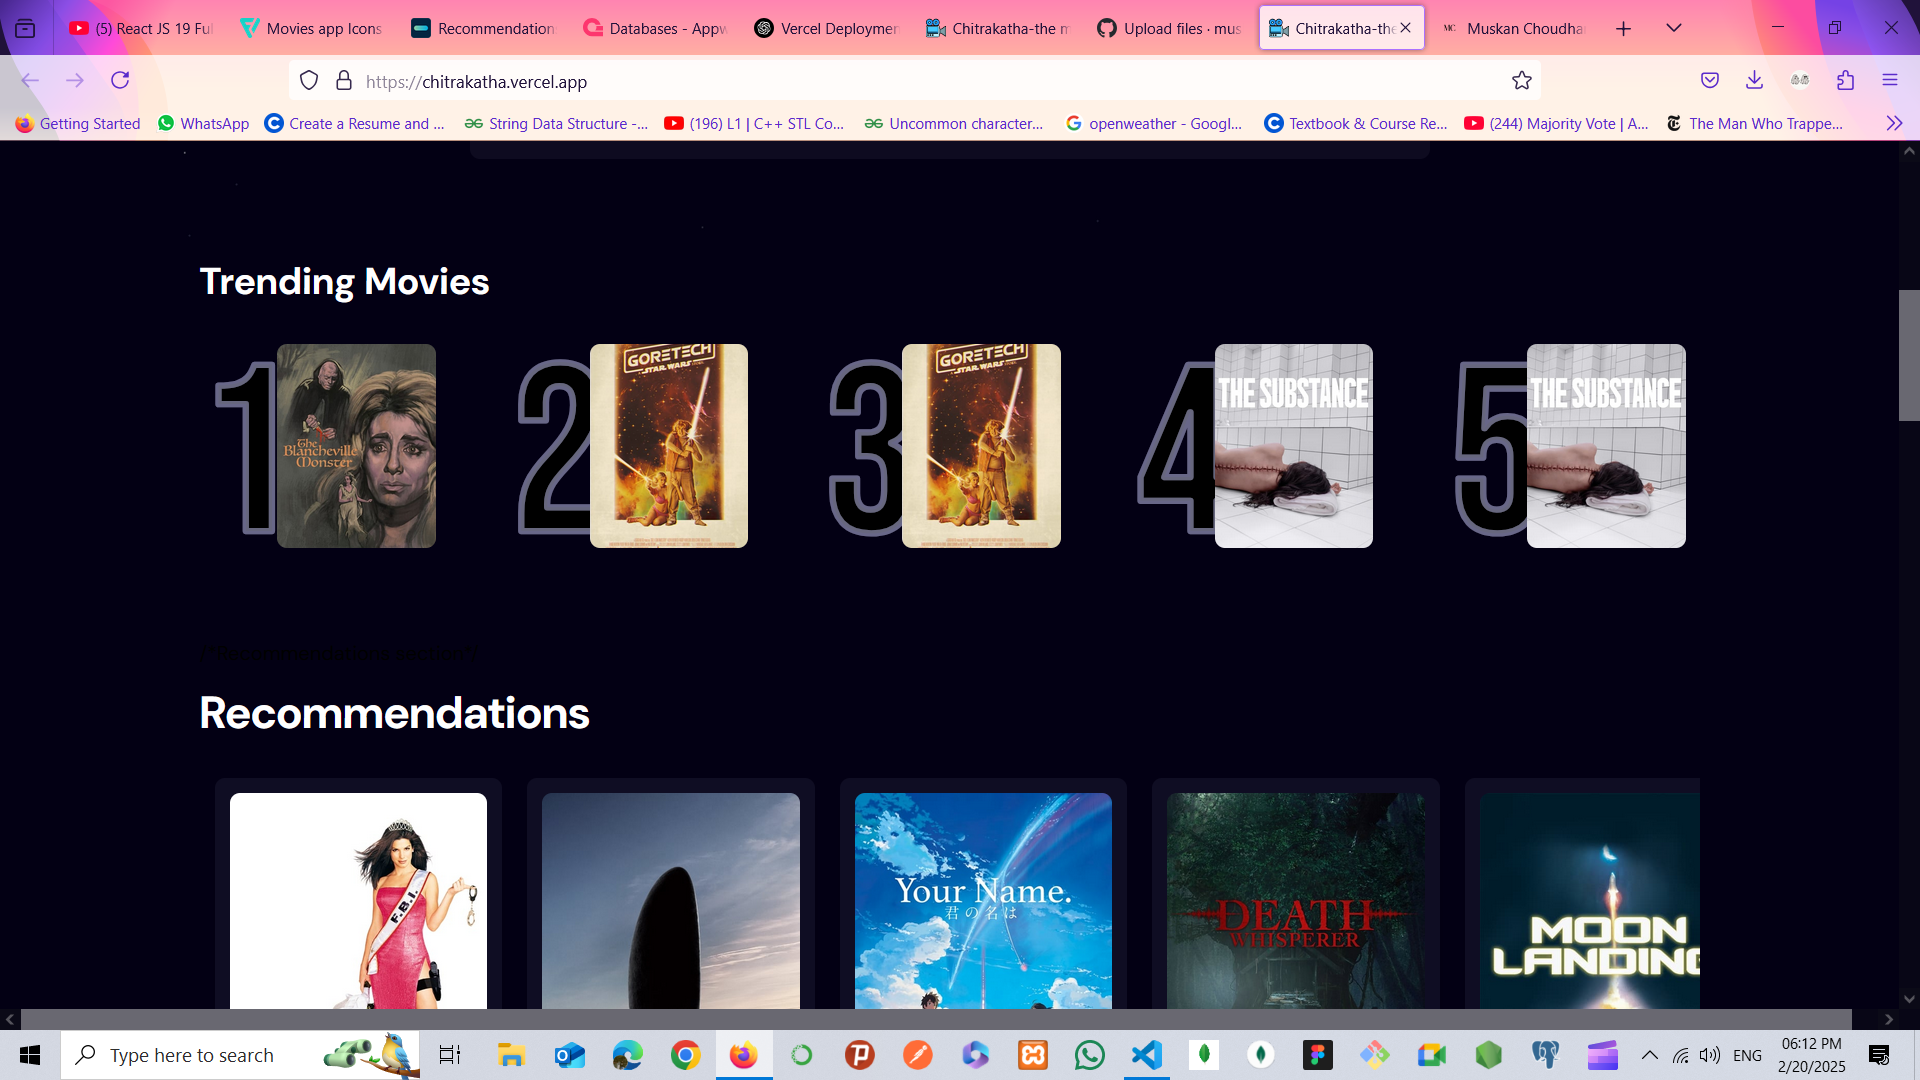 (5) React JS 19 Ful
Movies app Icons
Recommendation
Databases - Appw
Vercel Deploymen
Chitrakatha-the m
Upload files · mus
Chitrakatha-the
MC Muskan Choudha
https://chitrakatha.vercel.app
Getting Started
WhatsApp
Create a Resume and ...
String Data Structure -...
(196) L1 | C++ STL Co...
Uncommon character...
openweather - Googl...
Textbook & Course Re...
(244) Majority Vote | A...
The Man Who Trappe...
Trending Movies
1
The
Blancheville
Monster
2
GORETECH
A STAR WARS
3
GORETECH
A STAR WARS
4
THE SUBSTANCE
5
THE SUBSTANCE
Recommendations
F.B.I.
Your Name.
君の名は
DEATH
WHISPERER
MOON
LANDING
Type here to search
ENG
06:12 PM
2/20/2025